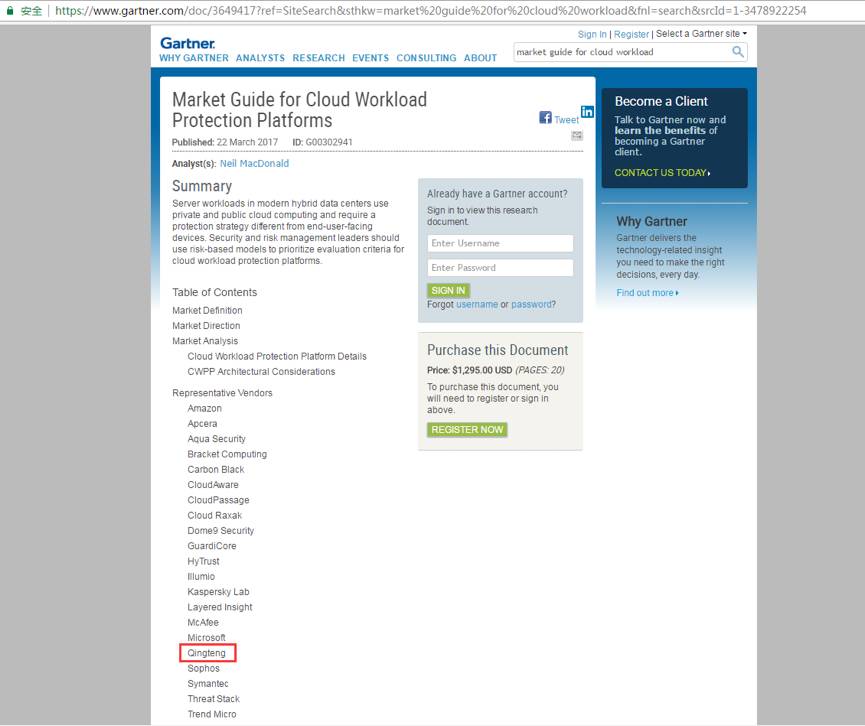 安全 https://www.gartner.com/doc/3649417?ref=SiteSearch&sthkw=market%20guide%20for%20cloud%20workload&fnl=search&srcId=1-3478922254
Gartner.
Sign In | Register | Select a Gartner site
market guide for cloud workload
WHY GARTNER ANALYSTS RESEARCH EVENTS CONSULTING ABOUT
Market Guide for Cloud Workload
Protection Platforms
Tweet
Published: 22 March 2017 ID: G00302941
Analyst(s): Neil MacDonald
Summary
Server workloads in modern hybrid data centers use
private and public cloud computing and require a
protection strategy different from end-user-facing
devices. Security and risk management leaders should
use risk-based models to prioritize evaluation criteria for
cloud workload protection platforms.
Table of Contents
Market Definition
Market Direction
Market Analysis
Cloud Workload Protection Platform Details
CWPP Architectural Considerations
Representative Vendors
Amazon
Apcera
Aqua Security
Bracket Computing
Carbon Black
CloudAware
CloudPassage
Cloud Raxak
Dome9 Security
GuardiCore
HyTrust
Illumio
Kaspersky Lab
Layered Insight
McAfee
Microsoft
Qingteng
Sophos
Symantec
Threat Stack
Trend Micro
Already have a Gartner account?
Sign in to view this research
document.
Enter Username
Enter Password
SIGN IN
Forgot username or password?
Purchase this Document
Price: $1,295.00 USD (PAGES: 20)
To purchase this document, you
will need to register or sign in
above.
REGISTER NOW
Become a Client
Talk to Gartner now and
learn the benefits of
becoming a Gartner
client.
CONTACT US TODAY
Why Gartner
Gartner delivers the
technology-related insight
you need to make the right
decisions, every day.
Find out more